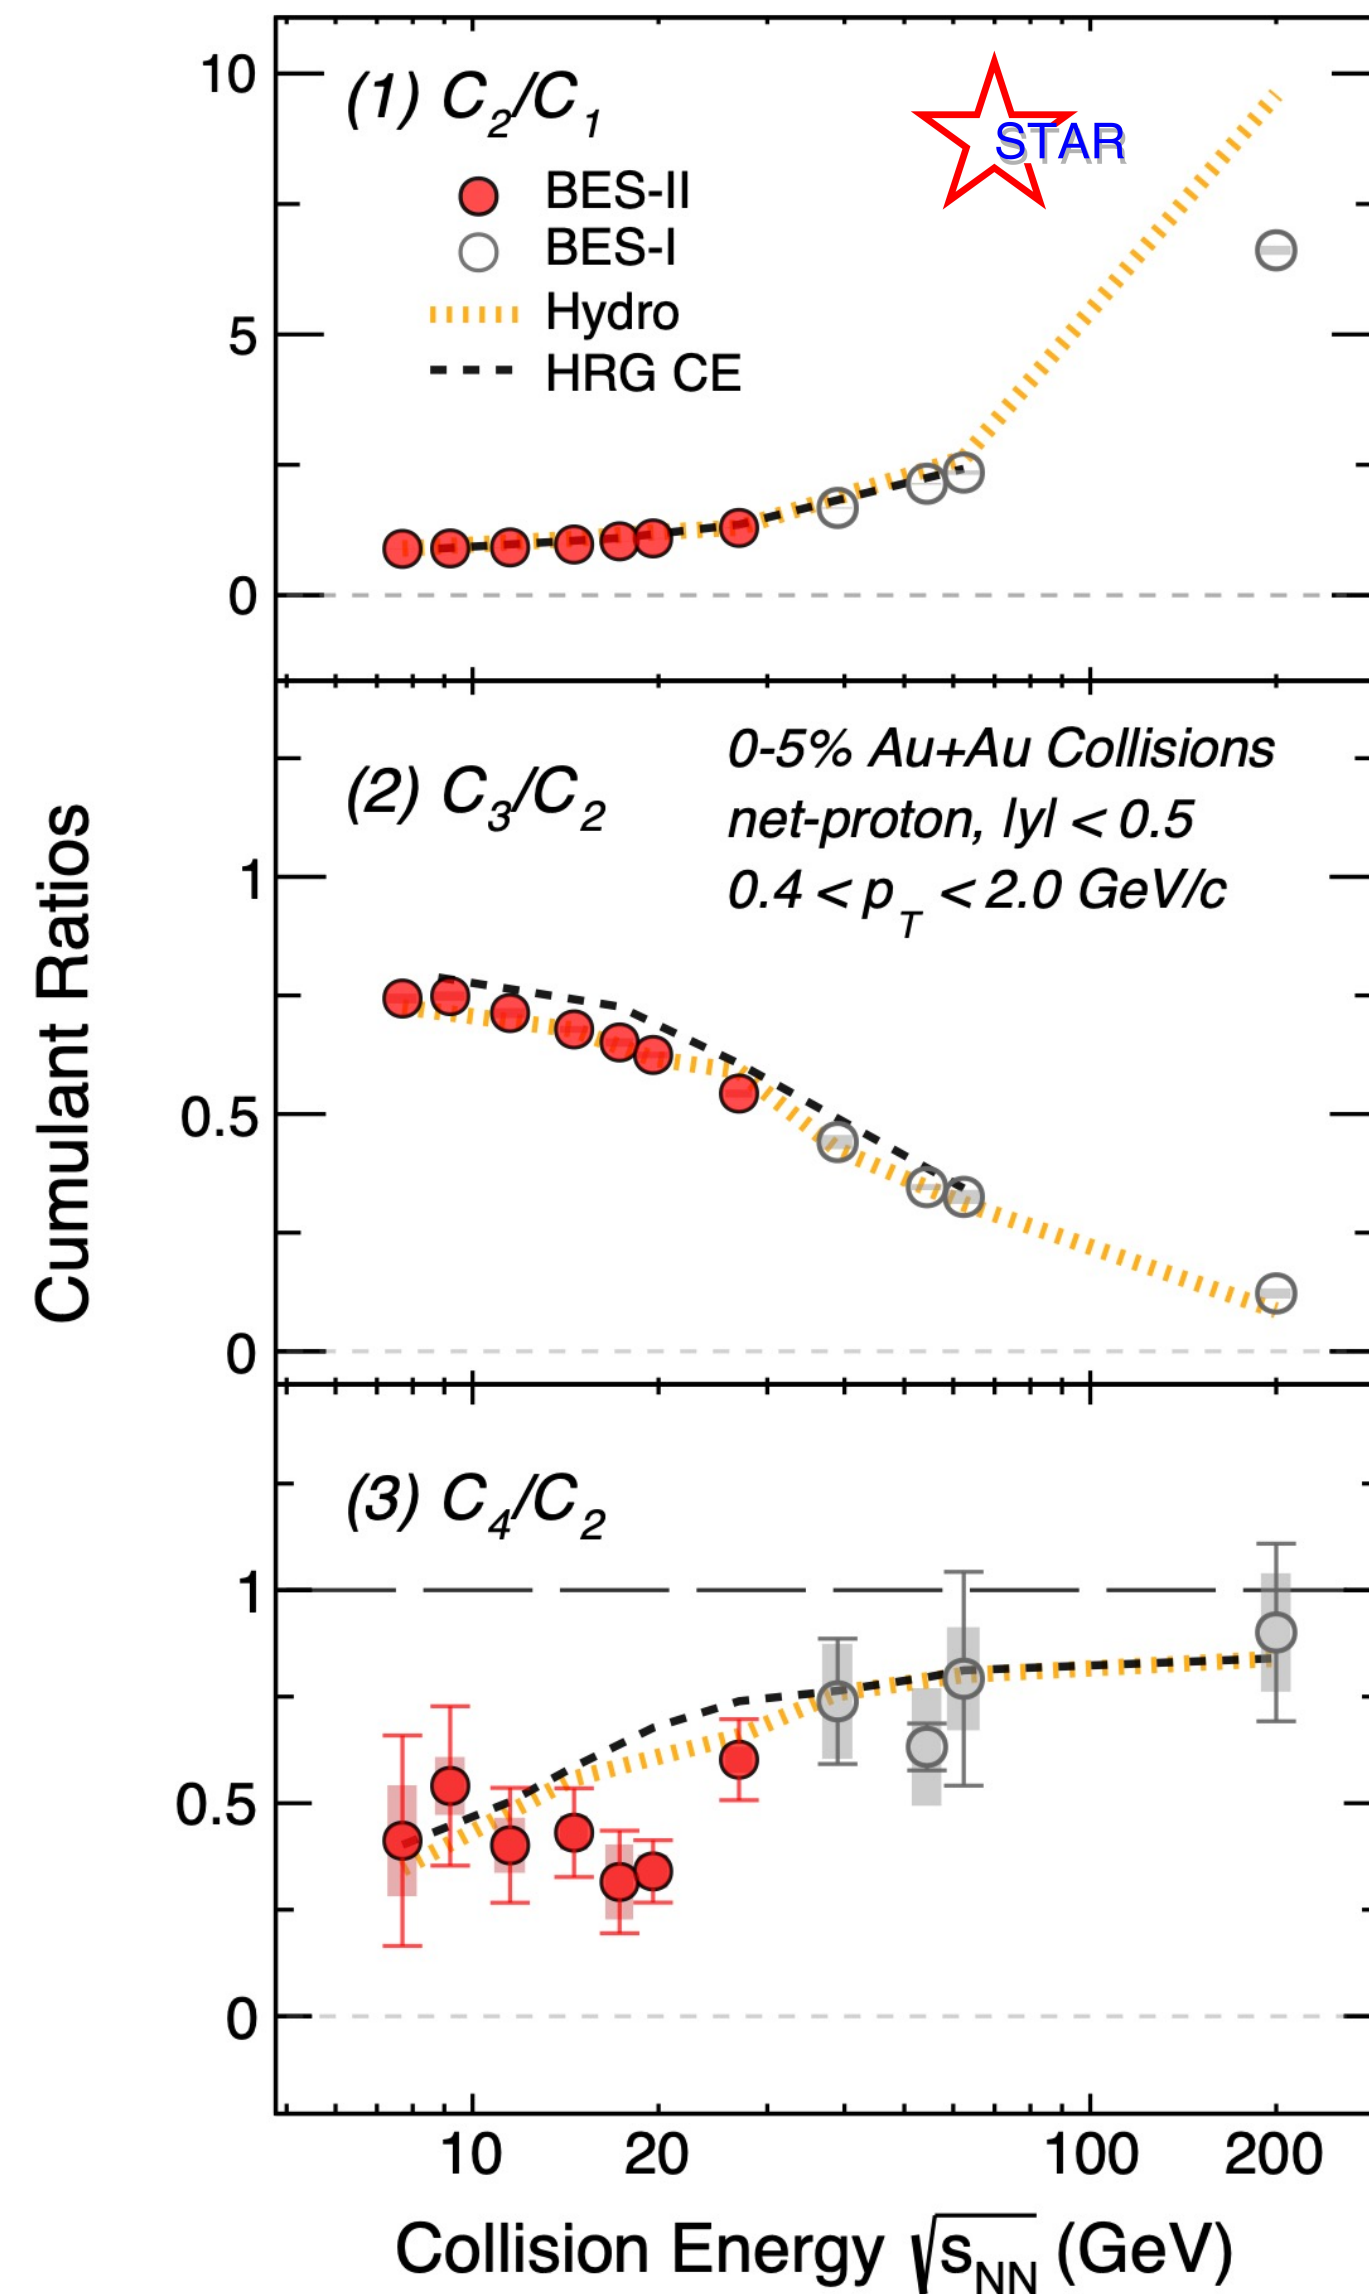 10
(1) C2/C1
STAR
BES-II
BES-I
Hydro
HRG CE
5
0
(2) C3/C2
0-5% Au+Au Collisions
net-proton, |y| < 0.5
0.4 < pT < 2.0 GeV/c
1
0.5
0
Cumulant Ratios
(3) C4/C2
1
0.5
0
10 20 100 200
Collision Energy √sNN (GeV)